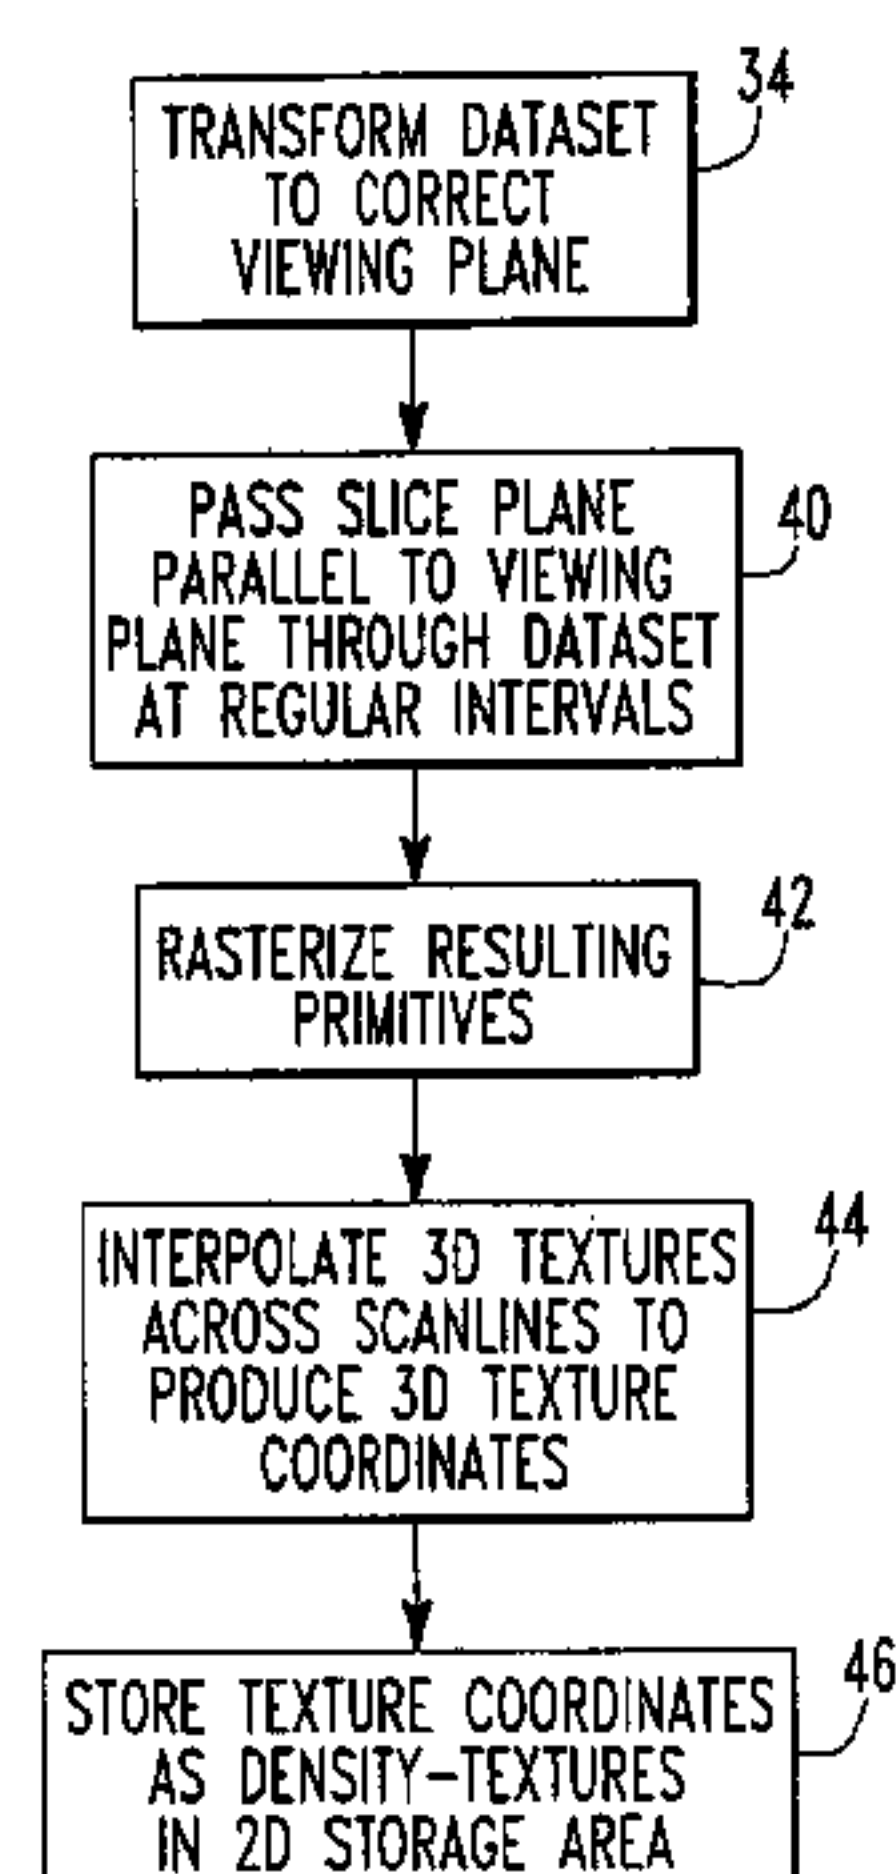 34
TRANSFORM DATASET
TO CORRECT
VIEWING PLANE
PASS SLICE PLANE
PARALLEL TO VIEWING
PLANE THROUGH DATASET
AT REGULAR INTERVALS
40
RASTERIZE RESULTING
PRIMITIVES
42
INTERPOLATE 3D TEXTURES
ACROSS SCANLINES TO
PRODUCE 3D TEXTURE
COORDINATES
44
STORE TEXTURE COORDINATES
AS DENSITY-TEXTURES
IN 2D STORAGE AREA
46